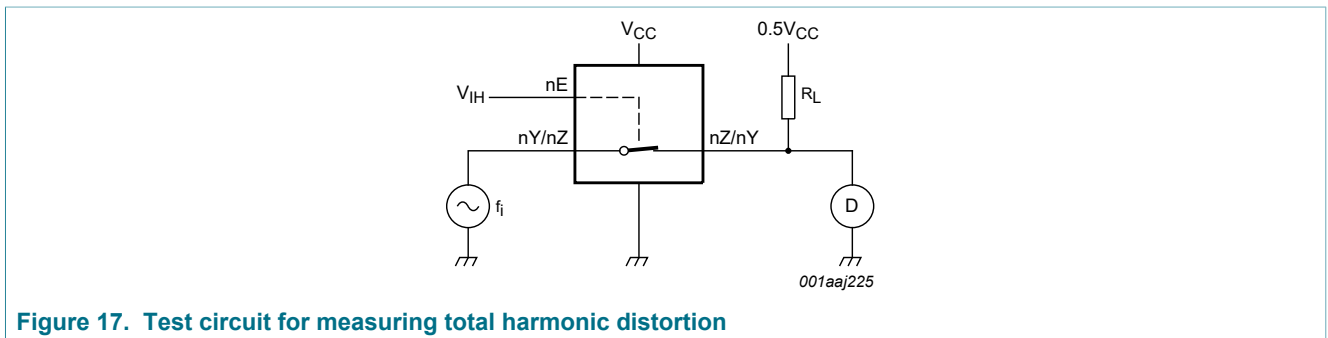 VCC
0.5VCC
VIH
nE
RL
nY/nZ
nZ/nY
fi
D
001aaj225
Figure 17. Test circuit for measuring total harmonic distortion